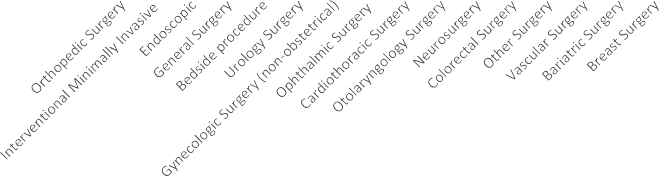 Orthopedic Surgery
Interventional Minimally Invasive
Endoscopic
General Surgery
Bedside procedure
Urology Surgery
Gynecologic Surgery (non-obstetrical)
Ophthalmic Surgery
Cardiothoracic Surgery
Otolaryngology Surgery
Neurosurgery
Colorectal Surgery
Other Surgery
Vascular Surgery
Bariatric Surgery
Breast Surgery